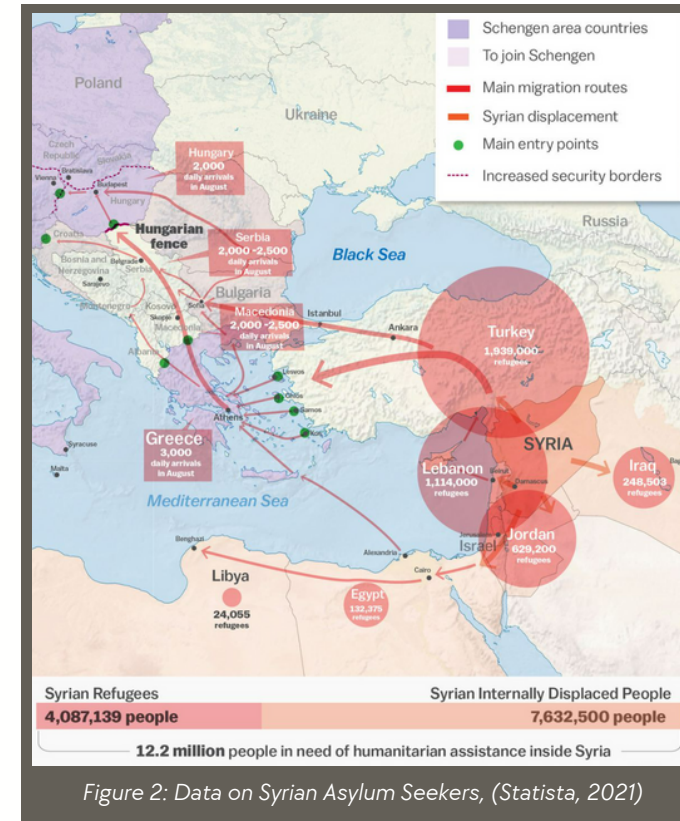 Schengen area countries
To join Schengen
Main migration routes
Syrian displacement
Main entry points
Increased security borders
Poland
Ukraine
Russia
Czech
Republic
Slovakia
Vienna
Bratislava
Budapest
Hungary
Hungary
2,000
daily arrivals
in August
Croatia
Hungarian
fence
Serbia
2,000 -2,500
daily arrivals
in August
Bosnia and
Herzegovina
Belgrade
Serbia
Sarajevo
Black Sea
Montenegro
Kosovo
Sofia
Bulgaria
Skopje
Macedonia
Macedonia
2,000 -2,500
daily arrivals
in August
Istanbul
Ankara
Turkey
1,939,000
refugees
Albania
Lesvos
Chios
Samos
Kos
Athens
Greece
3,000
daily arrivals
in August
Syracuse
Malta
Mediterranean Sea
SYRIA
Lebanon
1,114,000
refugees
Beirut
Damascus
Iraq
248,503
refugees
Jordan
629,200
refugees
Jerusalem
Israel
Benghazi
Alexandria
Cairo
Libya
24,055
refugees
Egypt
132,375
refugees
Syrian Refugees
Syrian Internally Displaced People
4,087,139 people
7,632,500 people
12.2 million people in need of humanitarian assistance inside Syria
Figure 2: Data on Syrian Asylum Seekers, (Statista, 2021)